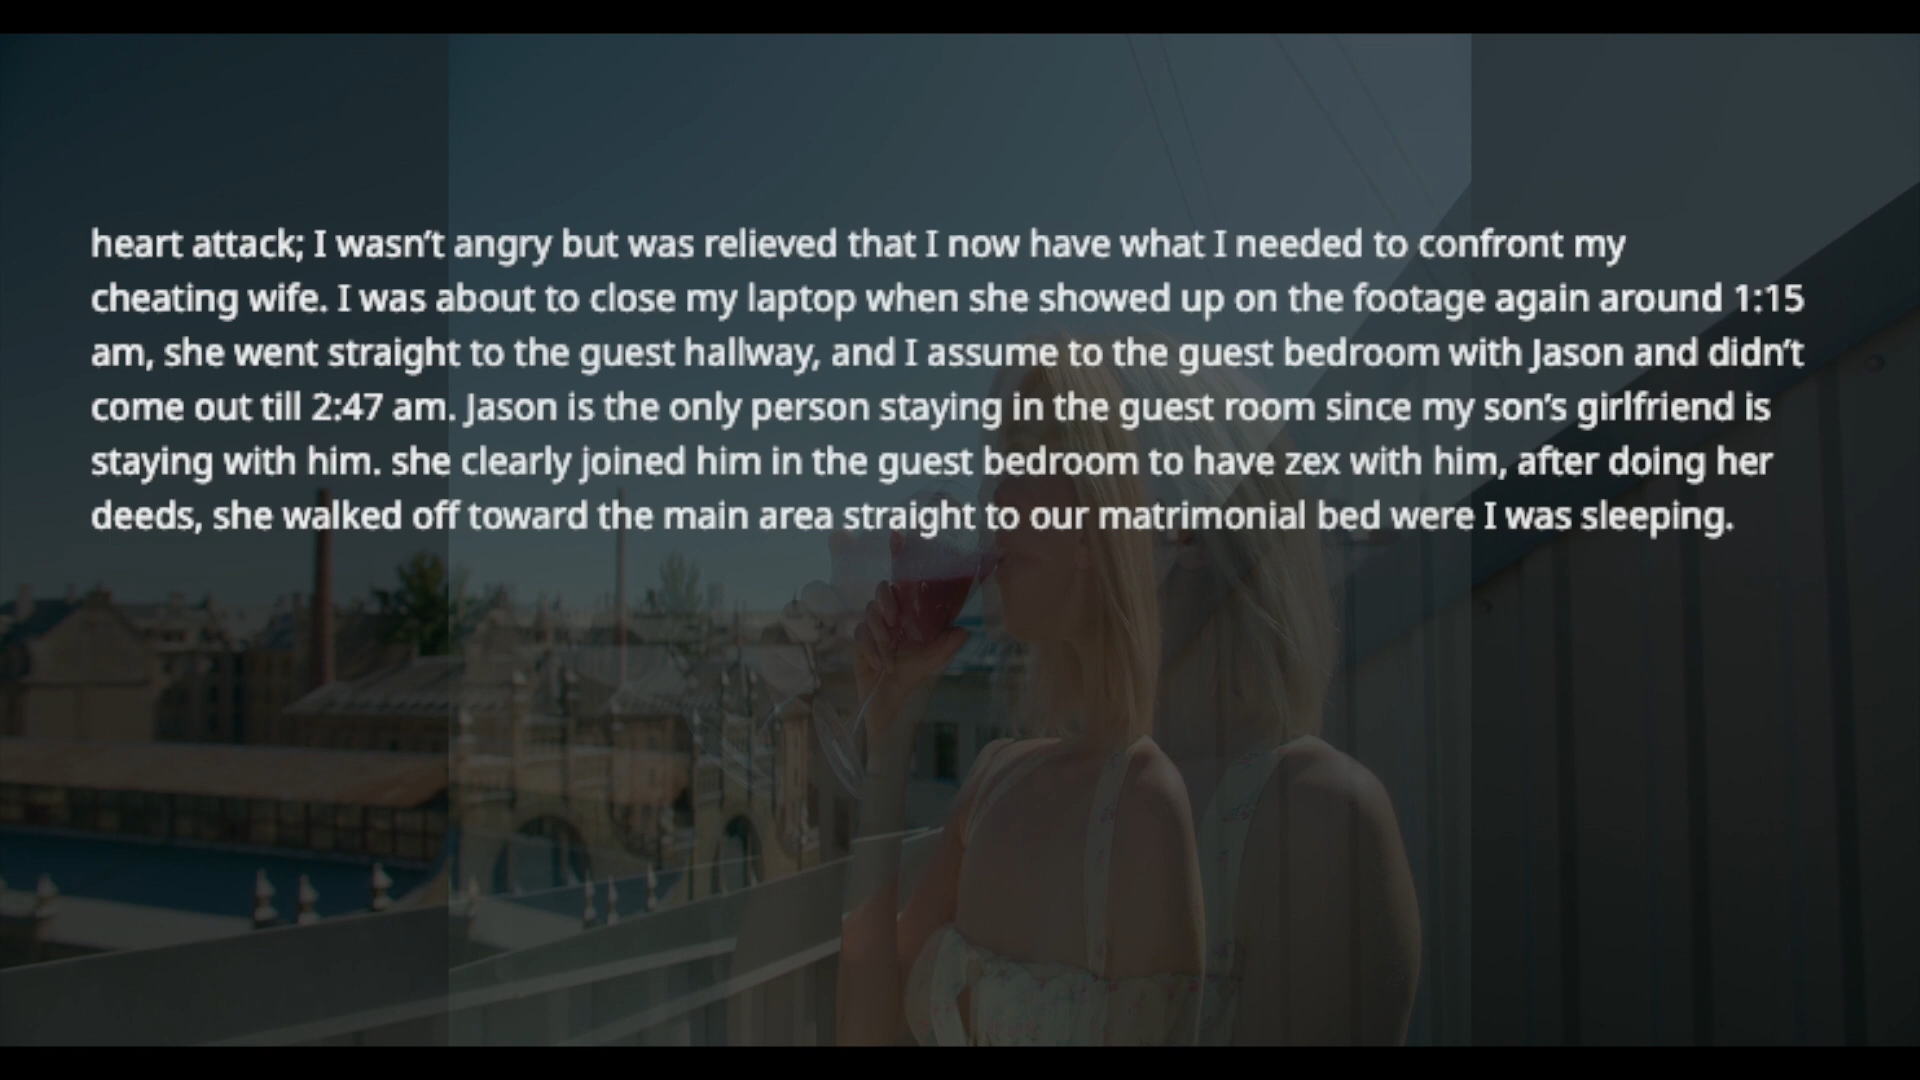 heart attack; I wasn’t angry but was relieved that I now have what I needed to confront my
cheating wife. I was about to close my laptop when she showed up on the footage again around 1:15
am, she went straight to the guest hallway, and I assume to the guest bedroom with Jason and didn’t
come out till 2:47 am. Jason is the only person staying in the guest room since my son’s girlfriend is
staying with him. she clearly joined him in the guest bedroom to have zex with him, after doing her
deeds, she walked off toward the main area straight to our matrimonial bed were I was sleeping.